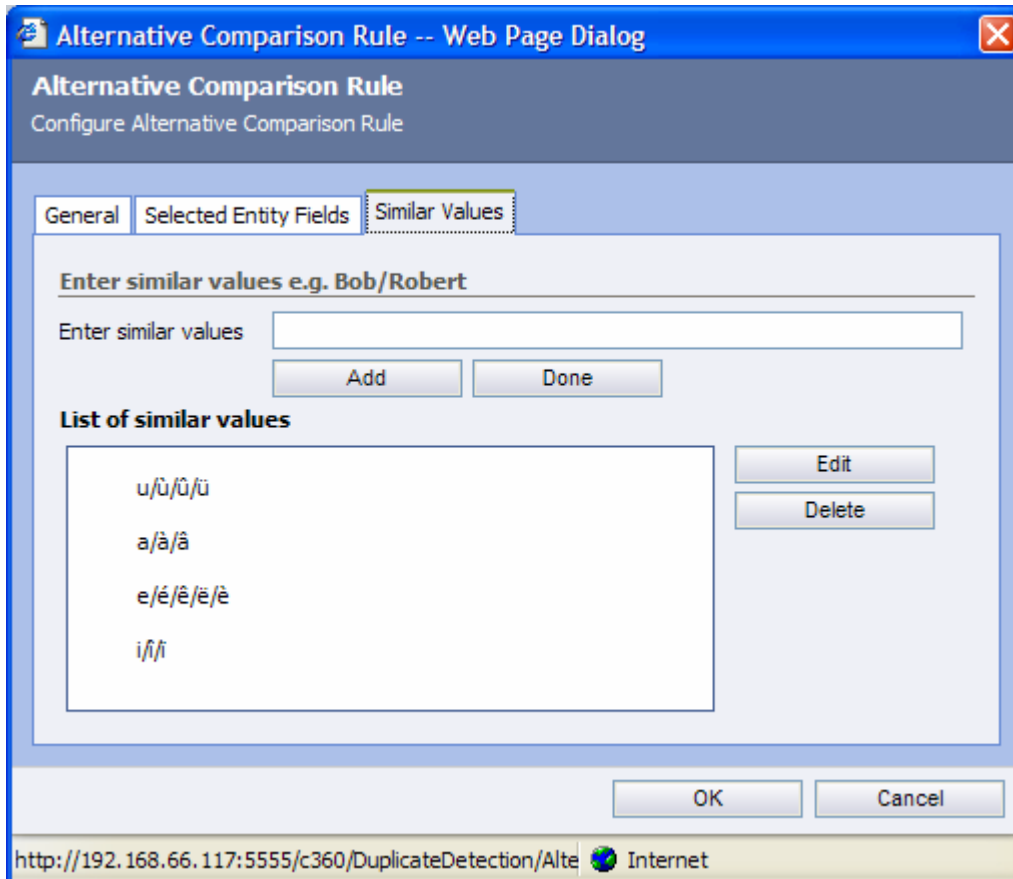 Alternative Comparison Rule -- Web Page Dialog
Alternative Comparison Rule
Configure Alternative Comparison Rule
General Selected Entity Fields Similar Values
Enter similar values e.g. Bob/Robert
Enter similar values
Add Done
List of similar values
u/ù/û/ü
a/à/â
e/é/ê/ë/è
i/î/ï
Edit
Delete
OK Cancel
http://192.168.66.117:5555/c360/DuplicateDetection/Alte Internet